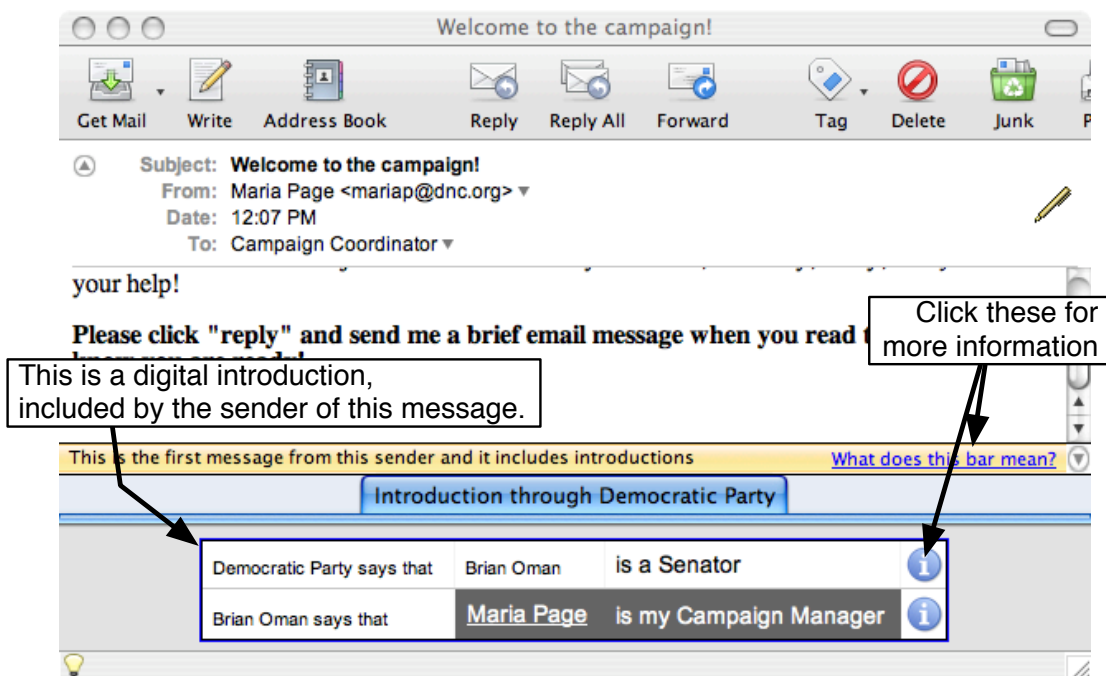 Welcome to the campaign!
Get Mail Write Address Book Reply Reply All Forward Tag Delete Junk
Subject: Welcome to the campaign!
From: Maria Page <mariap@dnc.org>
Date: 12:07 PM
To: Campaign Coordinator
your help!
Click these for
more information
Please click "reply" and send me a brief email message when you read
know you are ready!
This is a digital introduction,
included by the sender of this message.
This is the first message from this sender and it includes introductions What does this bar mean?
Introduction through Democratic Party
Democratic Party says that Brian Oman is a Senator
Brian Oman says that Maria Page is my Campaign Manager